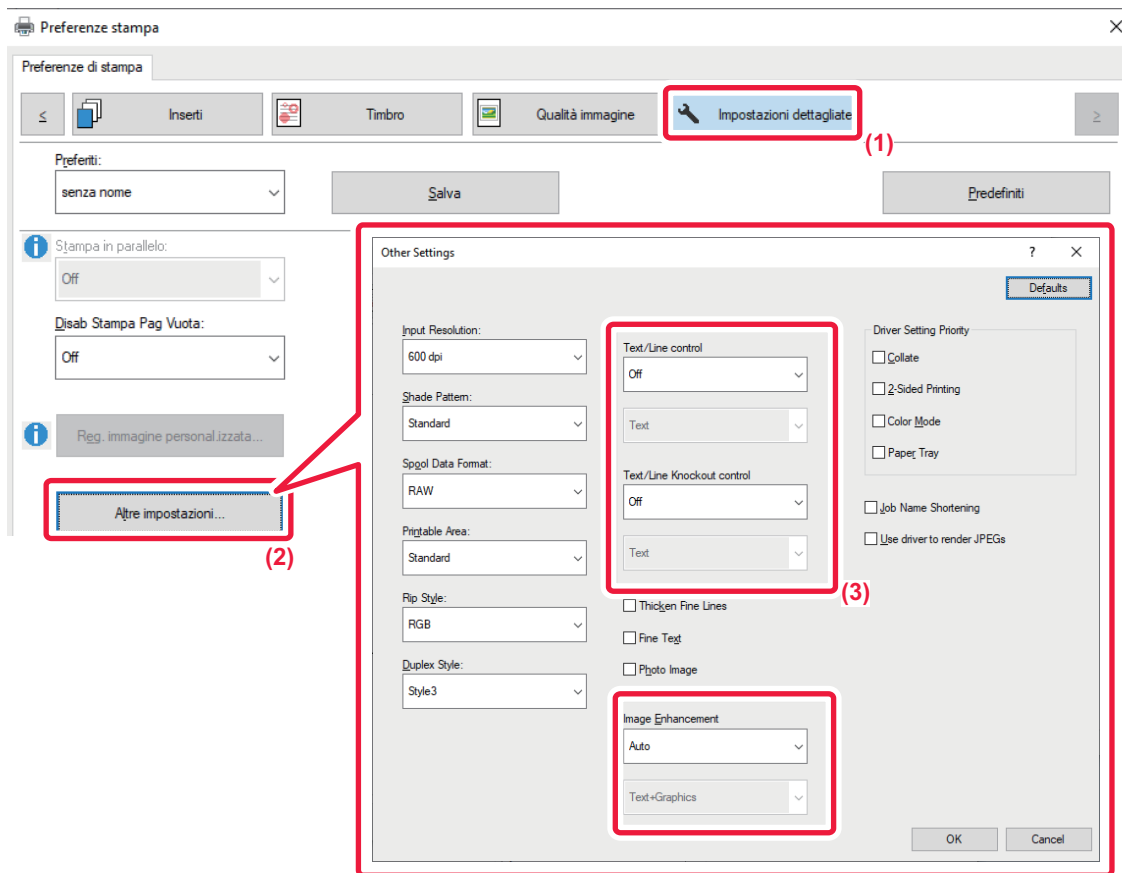 Preferenze stampa
Preferenze di stampa
<
Inserti
Timbro
Qualità immagine
Impostazioni dettagliate
>
(1)
Preferiti:
senza nome
Salva
Predefiniti
Stampa in parallelo:
Off
Disab Stampa Pag Vuota:
Off
Reg. immagine personal.izzata...
Altre impostazioni...
(2)
Other Settings
?
Defaults
Input Resolution:
600 dpi
Shade Pattern:
Standard
Spool Data Format:
RAW
Printable Area:
Standard
Rip Style:
RGB
Duplex Style:
Style3
Text/Line control
Off
Text
Text/Line Knockout control
Off
Text
(3)
Thicken Fine Lines
Fine Text
Photo Image
Image Enhancement
Auto
Text+Graphics
Driver Setting Priority
Collate
2-Sided Printing
Color Mode
Paper Tray
Job Name Shortening
Use driver to render JPEGs
OK
Cancel